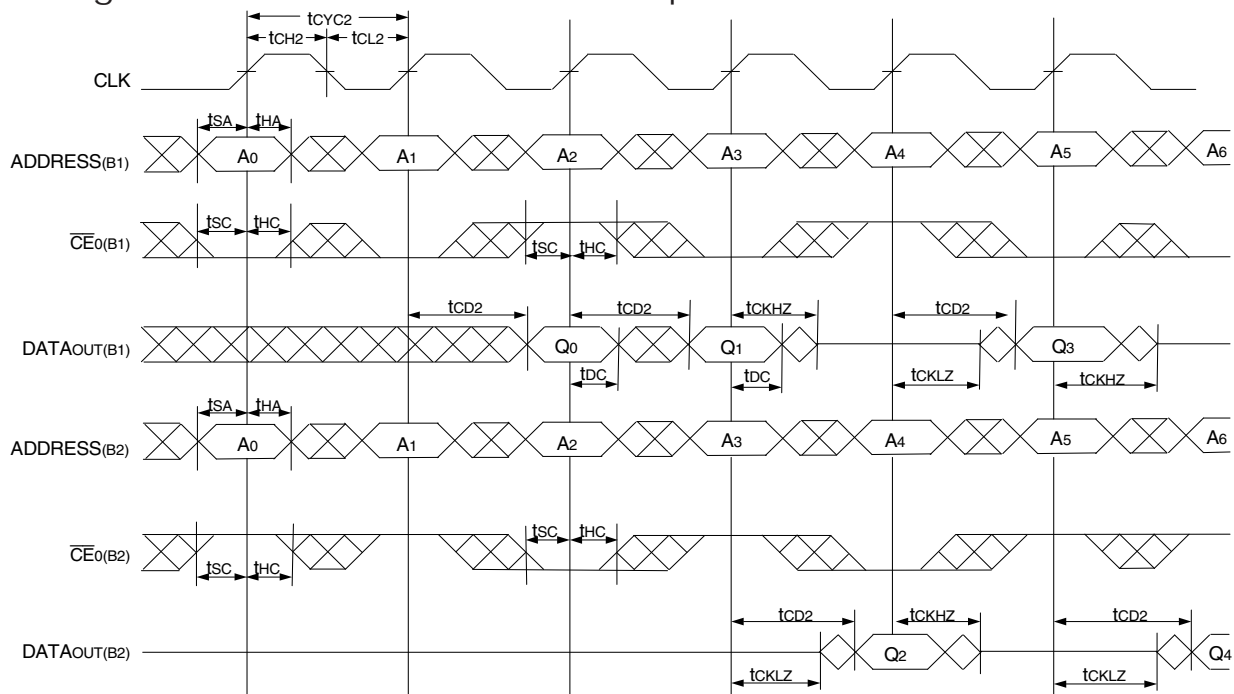 tCYC2
tCH2 tCL2
CLK
tSA tHA
ADDRESS(B1) A0 A1 A2 A3 A4 A5 A6
tSC tHC tSC tHC
CE0(B1)
tCD2 tCD2 tCKHZ tCD2
DATAOUT(B1) Q0 Q1 Q3
tDC tDC tCKLZ tCKHZ
tSA tHA
ADDRESS(B2) A0 A1 A2 A3 A4 A5 A6
tSC tHC
CE0(B2)
tSC tHC
tCD2 tCKHZ tCD2
DATAOUT(B2) Q2 Q4
tCKLZ tCKLZ